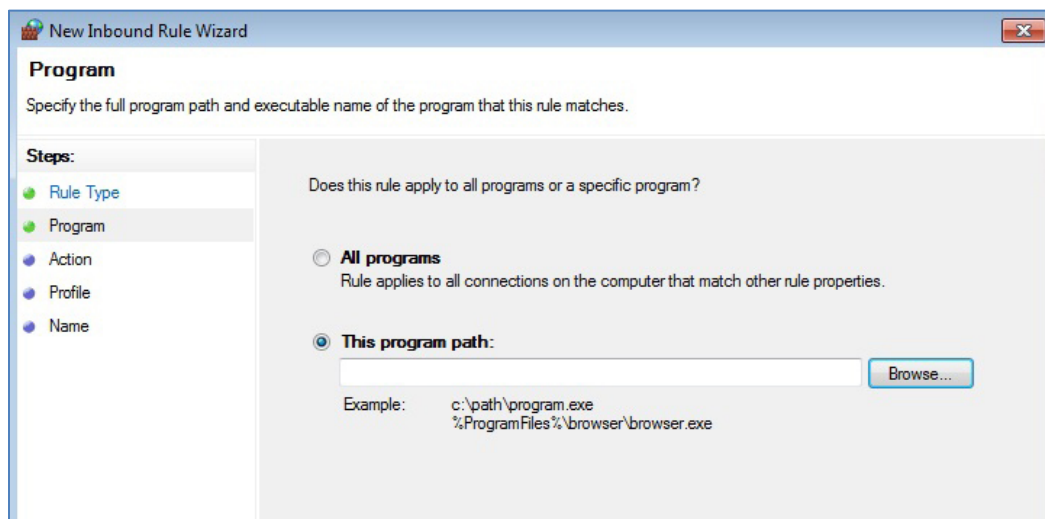 New Inbound Rule Wizard
Program
Specify the full program path and executable name of the program that this rule matches.
Steps:
Rule Type
Program
Action
Profile
Name
Does this rule apply to all programs or a specific program?
All programs
Rule applies to all connections on the computer that match other rule properties.
This program path:
Browse...
Example: c:\path\program.exe
%ProgramFiles%\browser\browser.exe